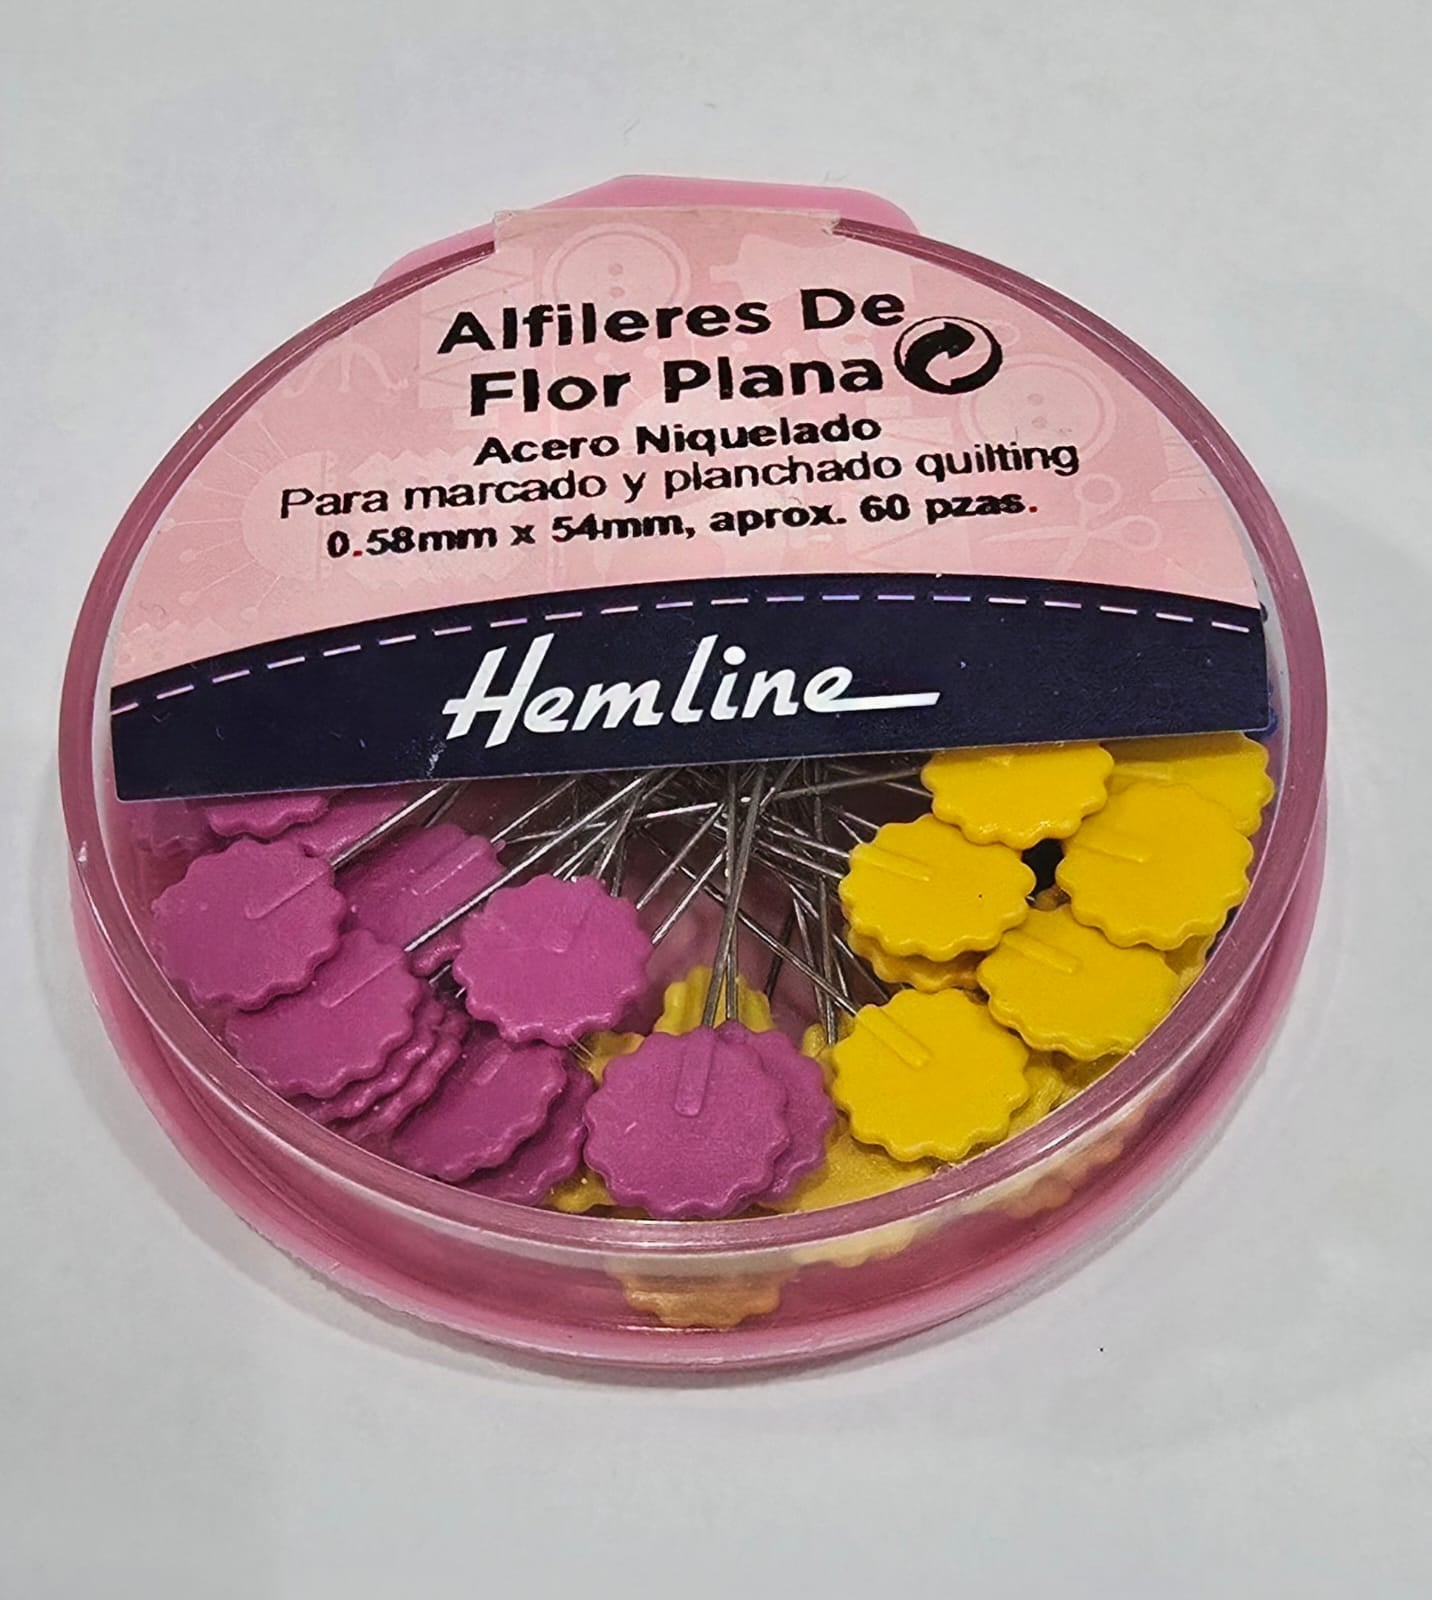 Alfileres De
Flor Plana
Acero Niquelado
Para marcado y planchado quilting
0.58mm x 54mm, aprox. 60 pzas.
Hemline